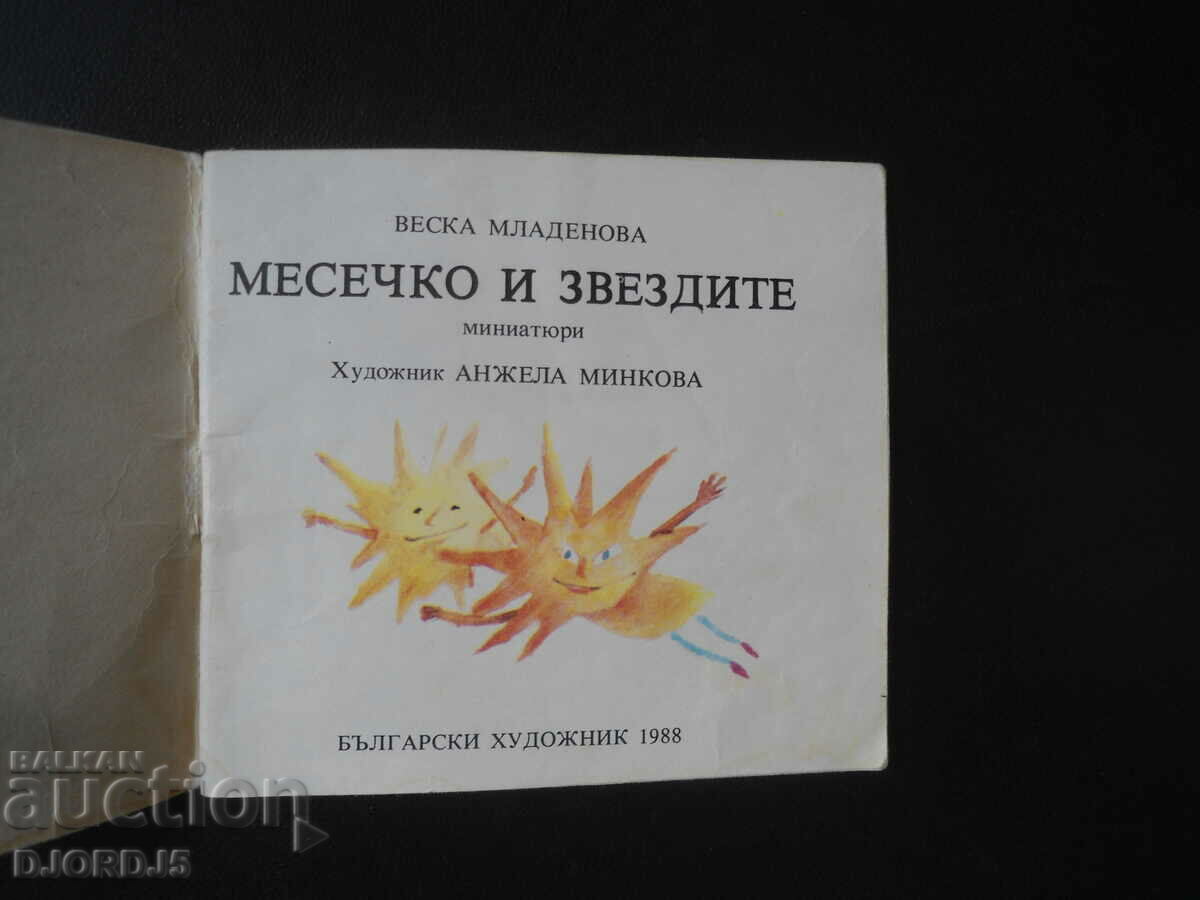 ВЕСКА МЛАДЕНОВА
МЕСЕЧКО И ЗВЕЗДИТЕ
миниатюри
Художник АНЖЕЛА МИНКОВА
БЪЛГАРСКИ ХУДОЖНИК 1988
BALKAN
auction
DJORDJ5